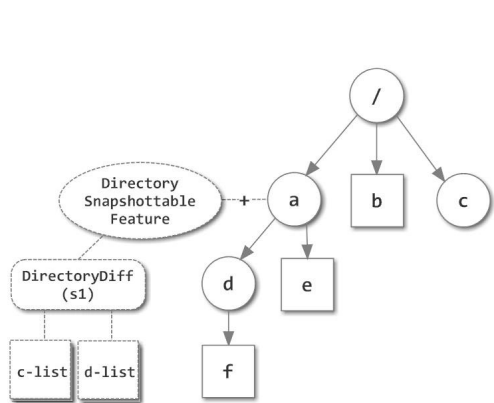 /
Directory
Snapshottable
Feature
+
a
b
c
DirectoryDiff
(s1)
d
e
c-list
d-list
f